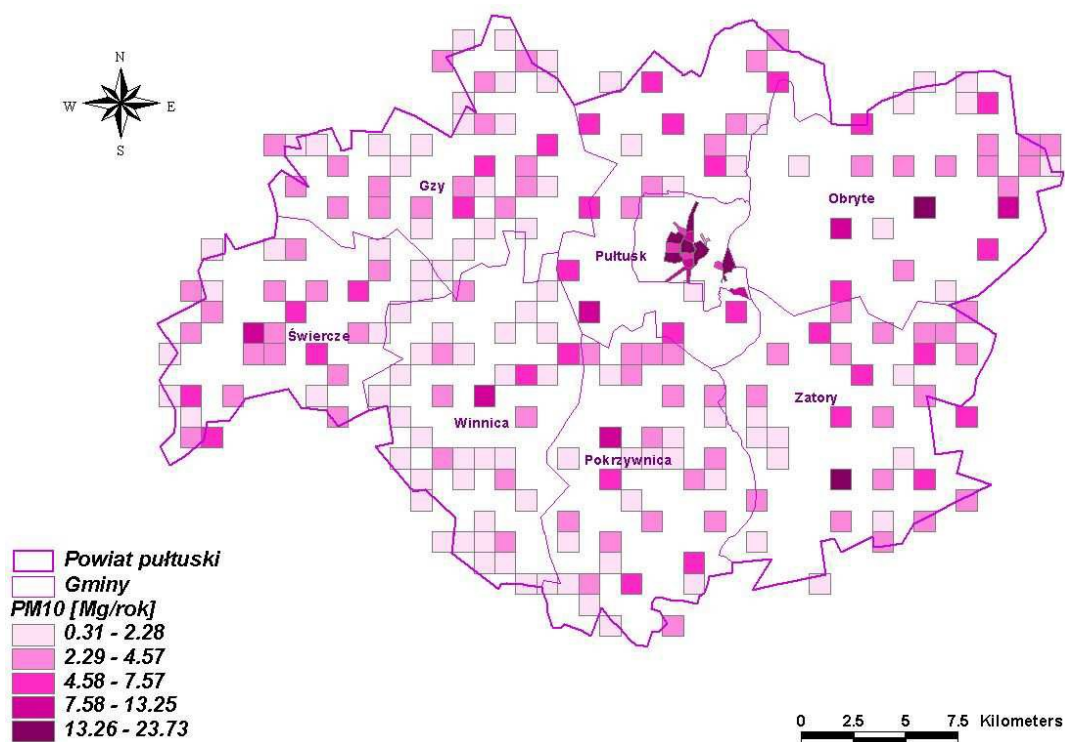 N
W E
S
Gzy
Obryte
Pułtusk
Świercze
Winnica
Zatory
Pokrzywnica
Powiat pułtuski
Gminy
PM10 [Mg/rok]
0.31 - 2.28
2.29 - 4.57
4.58 - 7.57
7.58 - 13.25
13.26 - 23.73
0 2.5 5 7.5 Kilometers